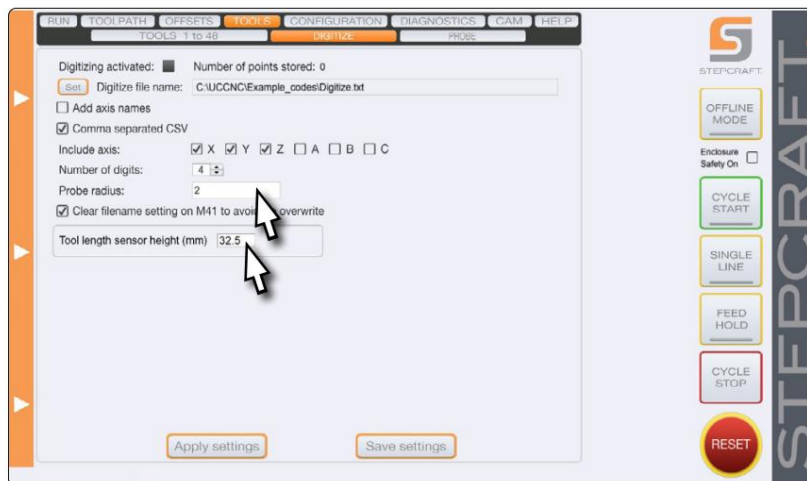 RUN TOOLPATH OFFSETS TOOLS CONFIGURATION DIAGNOSTICS CAM HELP
TOOLS 1 to 48 DIGITIZE PROBE
Digitizing activated: Number of points stored: 0
Set Digitize file name: C:\UCCNC\Example_codes\Digitize.txt
Add axis names
Comma separated CSV
Include axis: X Y Z A B C
Number of digits: 4
Probe radius: 2
Clear filename setting on M41 to avoid overwrite
Tool length sensor height (mm) 32.5
Apply settings Save settings
STEPCRAFT
OFFLINE
MODE
Enclosure
Safety On
CYCLE
START
SINGLE
LINE
FEED
HOLD
CYCLE
STOP
RESET
STEPCRAFT